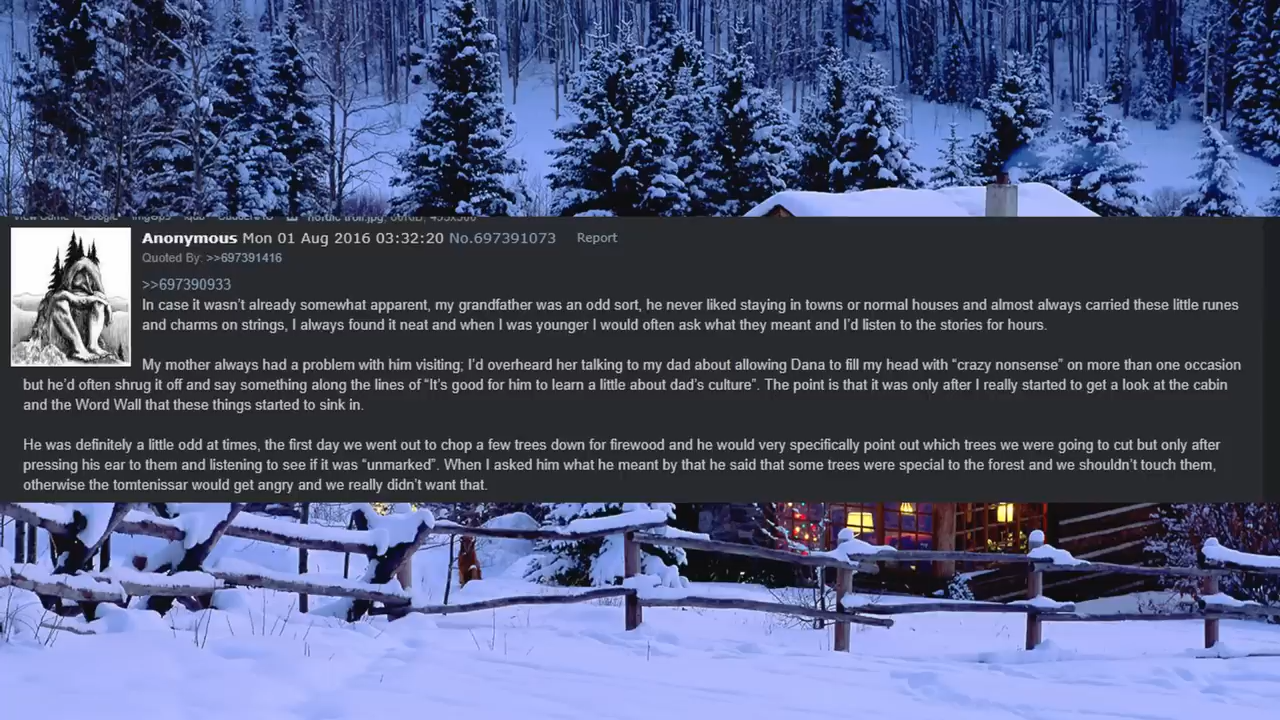 Anonymous Mon 01 Aug 2016 03:32:20 No.697391073 Report
Quoted By: >>697391416
>>697390933
In case it wasn't already somewhat apparent, my grandfather was an odd sort, he never liked staying in towns or normal houses and almost always carried these little runes
and charms on strings, I always found it neat and when I was younger I would often ask what they meant and I'd listen to the stories for hours.
My mother always had a problem with him visiting; I'd overheard her talking to my dad about allowing Dana to fill my head with “crazy nonsense” on more than one occasion
but he'd often shrug it off and say something along the lines of “It's good for him to learn a little about dad's culture”. The point is that it was only after I really started to get a look at the cabin
and the Word Wall that these things started to sink in.
He was definitely a little odd at times, the first day we went out to chop a few trees down for firewood and he would very specifically point out which trees we were going to cut but only after
pressing his ear to them and listening to see if it was “unmarked”. When I asked him what he meant by that he said that some trees were special to the forest and we shouldn't touch them,
otherwise the tomtenissar would get angry and we really didn't want that.